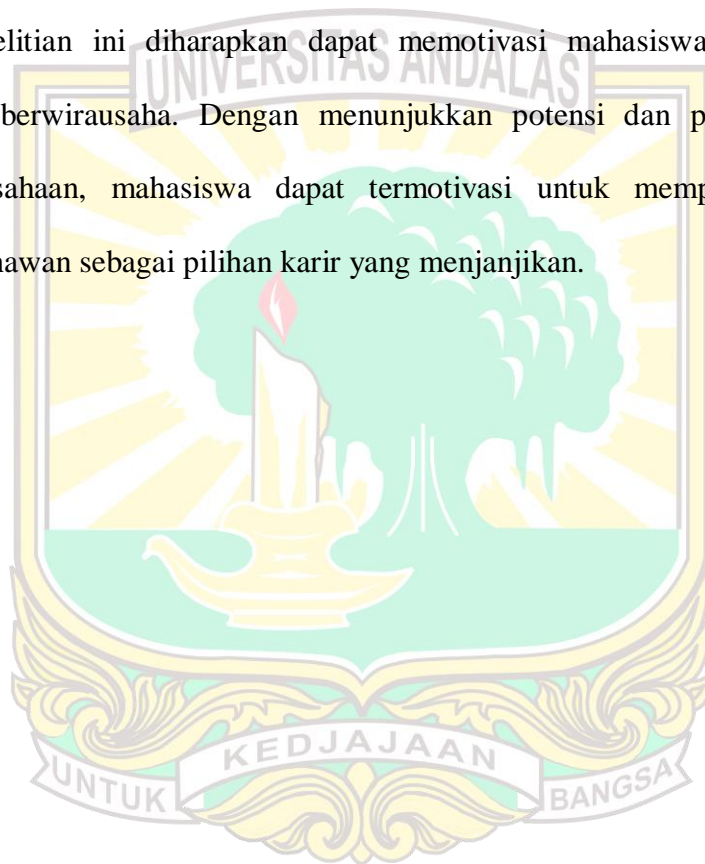 elitian ini diharapkan dapat memotivasi mahasiswa
UNIVERSITAS ANDALAS
berwirausaha. Dengan menunjukkan potensi dan p
sahaan, mahasiswa dapat termotivasi untuk memp
nawan sebagai pilihan karir yang menjanjikan.
UNTUK KEDJAJAAN BANGSA